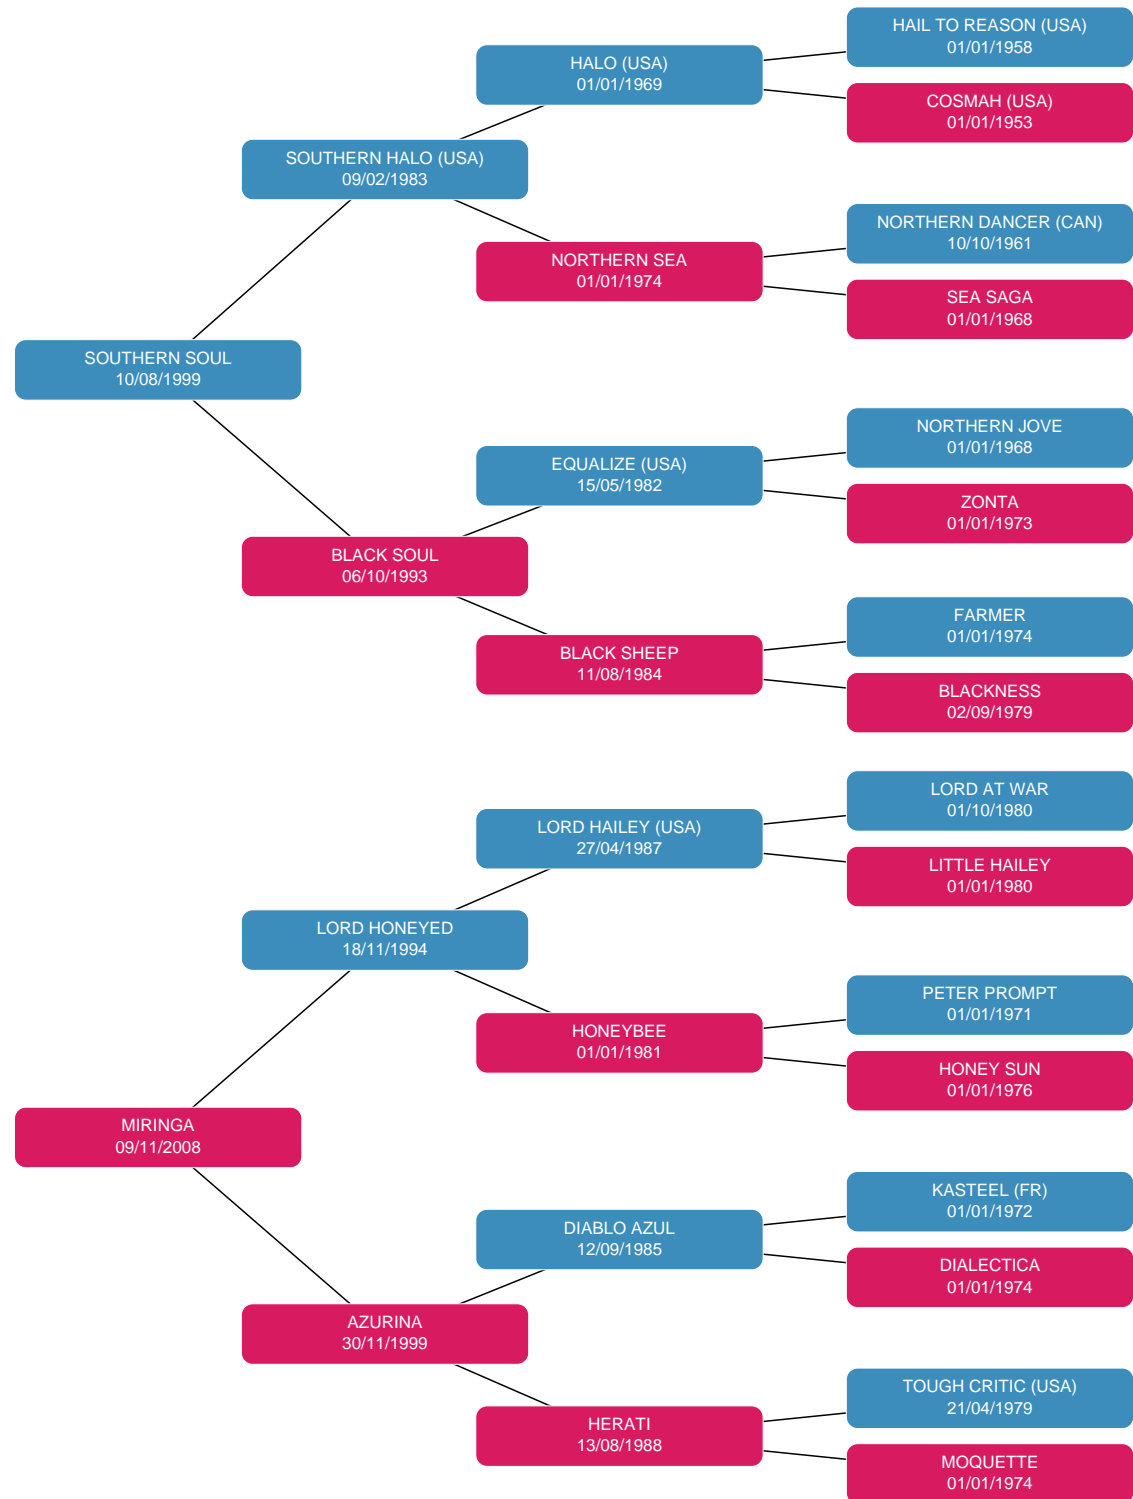 HAIL TO REASON (USA)
01/01/1958
HALO (USA)
01/01/1969
COSMAH (USA)
01/01/1953
SOUTHERN HALO (USA)
09/02/1983
NORTHERN DANCER (CAN)
10/10/1961
NORTHERN SEA
01/01/1974
SEA SAGA
01/01/1968
SOUTHERN SOUL
10/08/1999
NORTHERN JOVE
01/01/1968
EQUALIZE (USA)
15/05/1982
ZONTA
01/01/1973
BLACK SOUL
06/10/1993
FARMER
01/01/1974
BLACK SHEEP
11/08/1984
BLACKNESS
02/09/1979
LORD AT WAR
01/10/1980
LORD HAILEY (USA)
27/04/1987
LITTLE HAILEY
01/01/1980
LORD HONEYED
18/11/1994
PETER PROMPT
01/01/1971
HONEYBEE
01/01/1981
HONEY SUN
01/01/1976
MIRINGA
09/11/2008
KASTEEL (FR)
01/01/1972
DIABLO AZUL
12/09/1985
DIALECTICA
01/01/1974
AZURINA
30/11/1999
TOUGH CRITIC (USA)
21/04/1979
HERATI
13/08/1988
MOQUETTE
01/01/1974